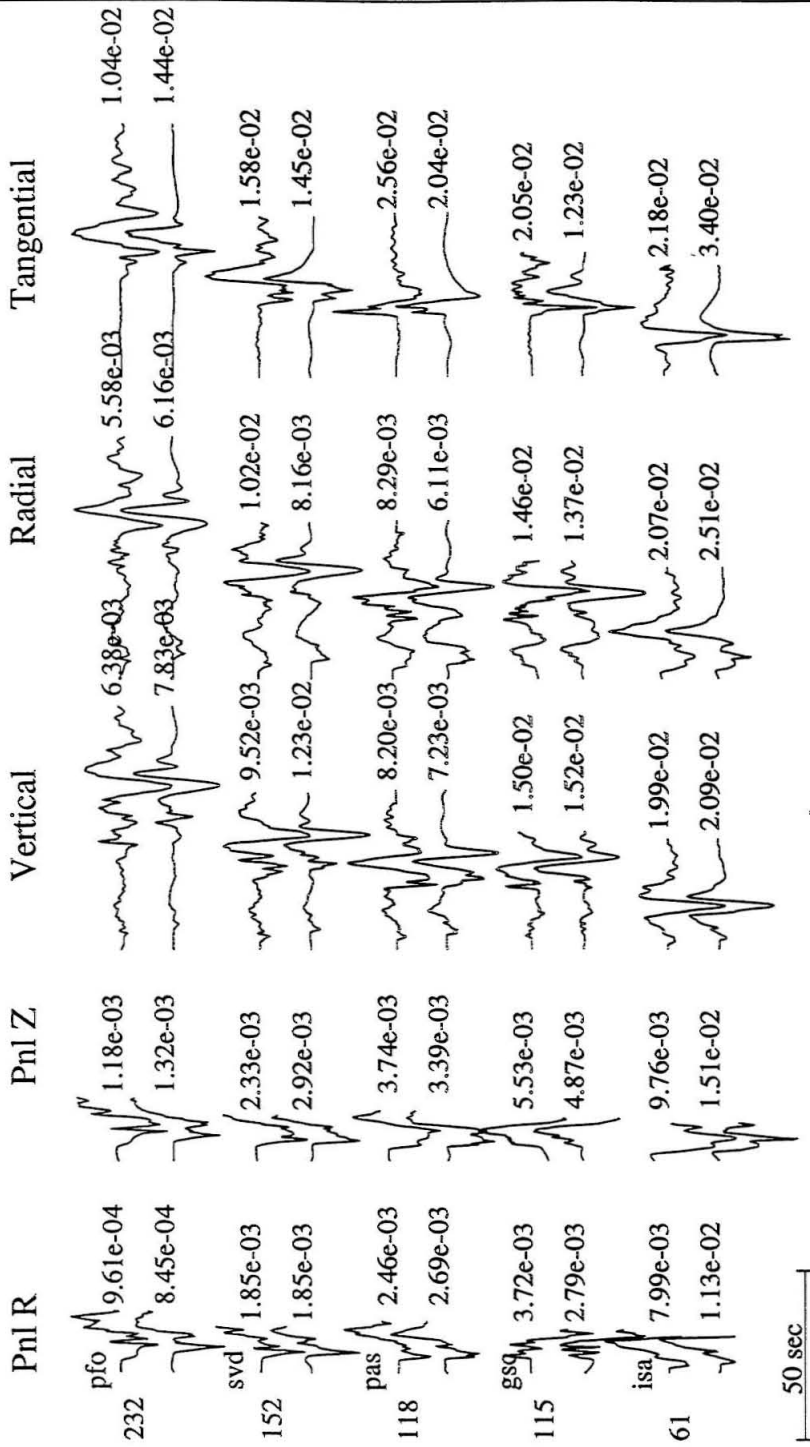 Pnl R Pnl Z Vertical Radial Tangential
pfo 9.61e-04 1.18e-03 6.38e-03 5.58e-03 1.04e-02
232 8.45e-04 1.32e-03 7.83e-03 6.16e-03 1.44e-02
svd 1.85e-03 2.33e-03 9.52e-03 1.02e-02 1.58e-02
152 1.85e-03 2.92e-03 1.23e-02 8.16e-03 1.45e-02
pas 2.46e-03 3.74e-03 8.20e-03 8.29e-03 2.56e-02
118 2.69e-03 3.39e-03 7.23e-03 6.11e-03 2.04e-02
gsc 3.72e-03 5.53e-03 1.50e-02 1.46e-02 2.05e-02
115 2.79e-03 4.87e-03 1.52e-02 1.37e-02 1.23e-02
isa 7.99e-03 9.76e-03 1.99e-02 2.07e-02 2.18e-02
61 1.13e-02 1.51e-02 2.09e-02 2.51e-02 3.40e-02
50 sec